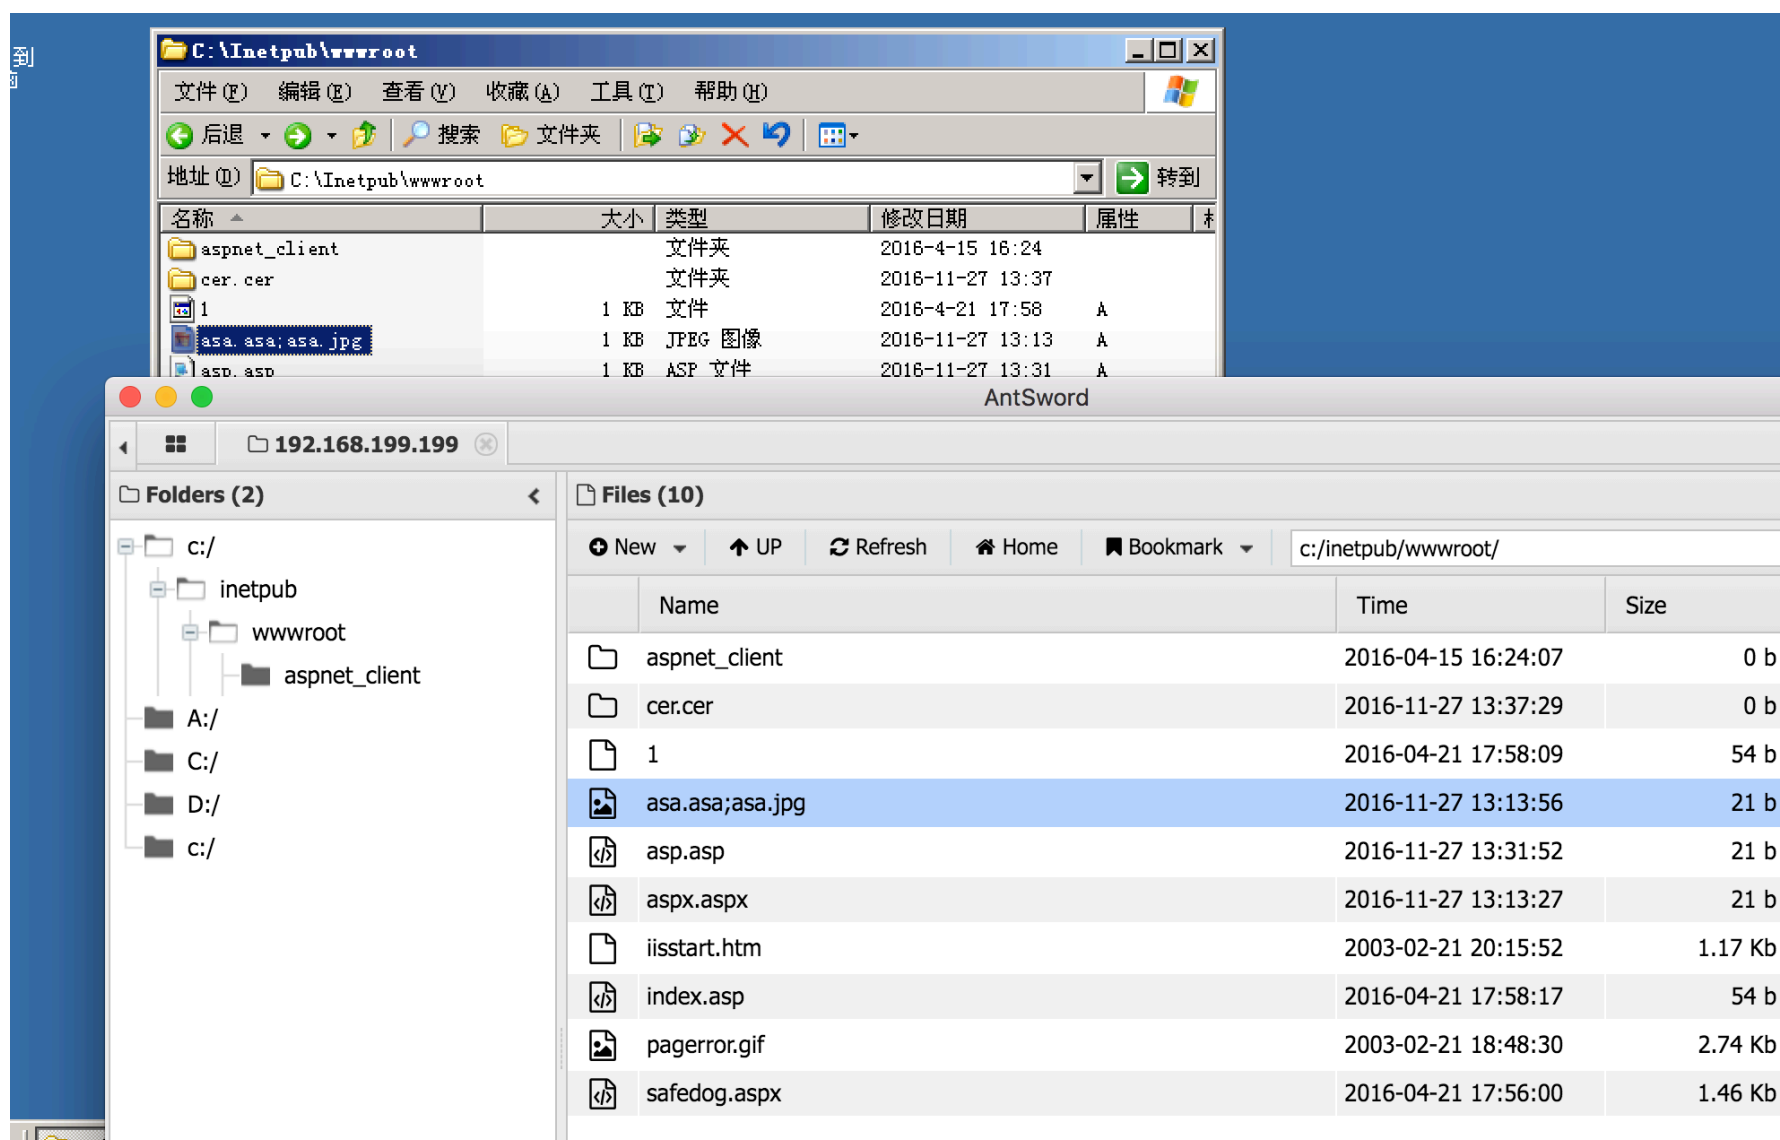 到
C:\Inetpub\wwwroot
文件(F) 编辑(E) 查看(V) 收藏(A) 工具(T) 帮助(H)
后退 搜索 文件夹
地址(D) C:\Inetpub\wwwroot 转到
名称 大小 类型 修改日期 属性
aspnet_client 文件夹 2016-4-15 16:24
cer.cer 文件夹 2016-11-27 13:37
1 1 KB 文件 2016-4-21 17:58 A
asa.asa;asa.jpg 1 KB JPEG 图像 2016-11-27 13:13 A
asp.asp 1 KB ASP 文件 2016-11-27 13:31 A
AntSword
192.168.199.199
Folders (2)
Files (10)
New UP Refresh Home Bookmark c:/inetpub/wwwroot/
c:/
inetpub
wwwroot
aspnet_client
A:/
C:/
D:/
c:/
Name Time Size
aspnet_client 2016-04-15 16:24:07 0 b
cer.cer 2016-11-27 13:37:29 0 b
1 2016-04-21 17:58:09 54 b
asa.asa;asa.jpg 2016-11-27 13:13:56 21 b
asp.asp 2016-11-27 13:31:52 21 b
aspx.aspx 2016-11-27 13:13:27 21 b
iisstart.htm 2003-02-21 20:15:52 1.17 Kb
index.asp 2016-04-21 17:58:17 54 b
pagerror.gif 2003-02-21 18:48:30 2.74 Kb
safedog.aspx 2016-04-21 17:56:00 1.46 Kb